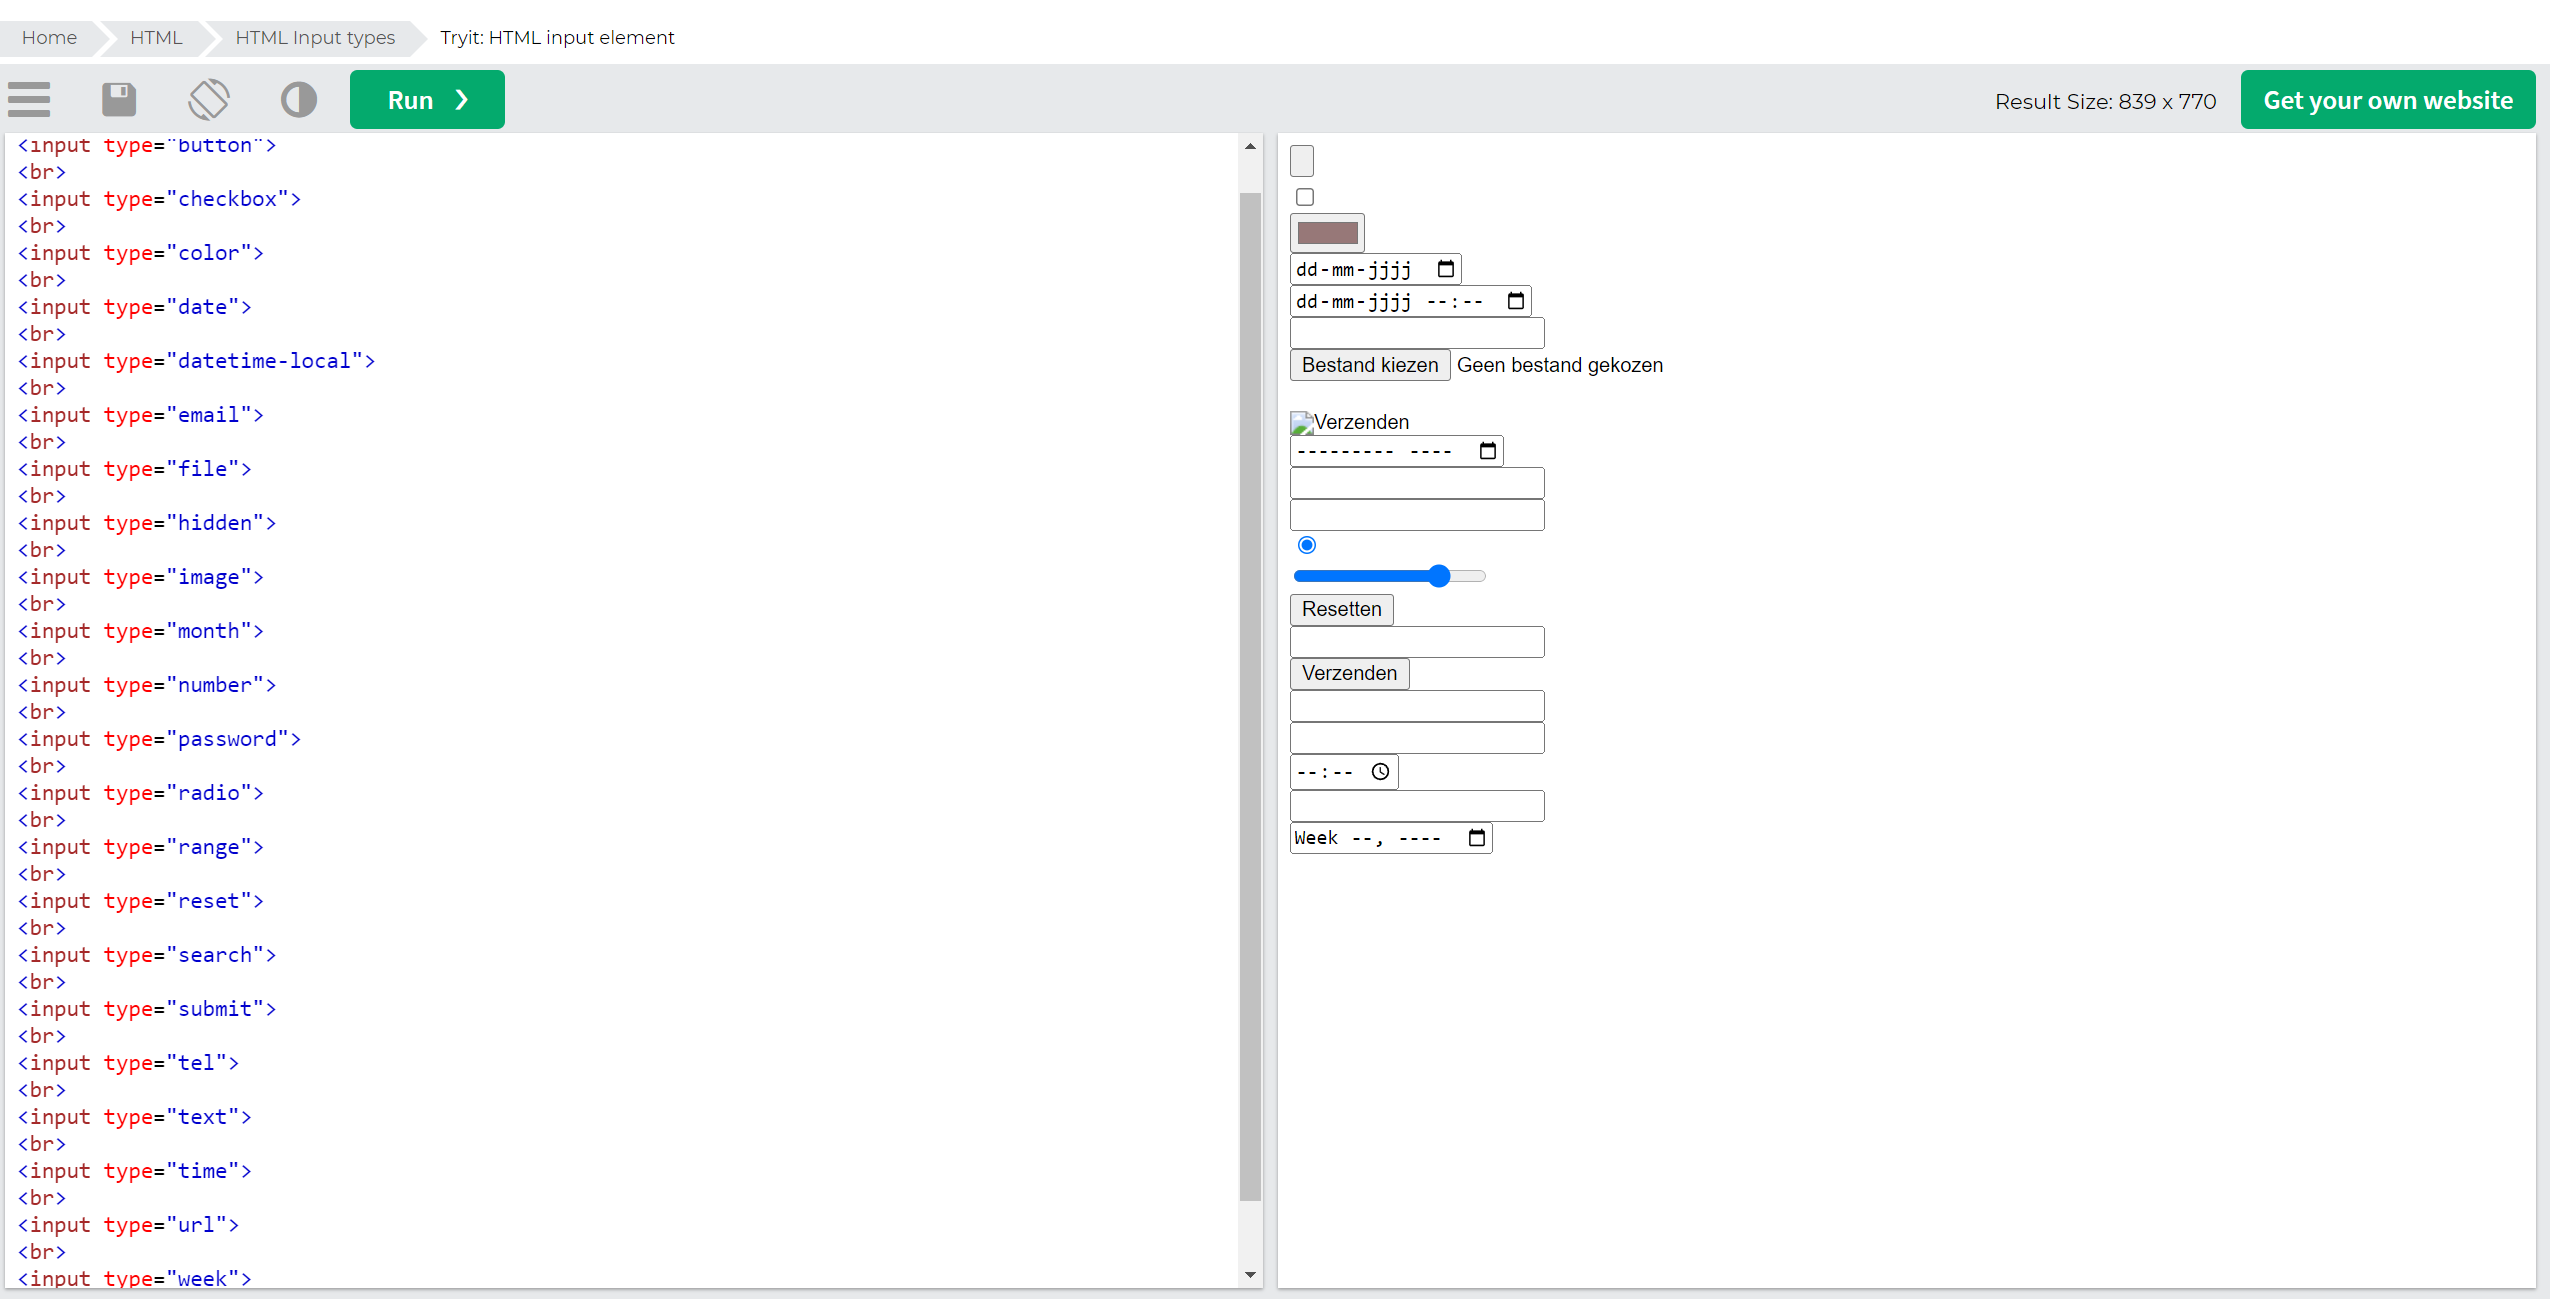 Home HTML HTML Input types Tryit: HTML input element
Run ❯ Result Size: 839 x 770 Get your own website
<input type="button">
<br>
<input type="checkbox">
<br>
<input type="color">
<br>
<input type="date">
<br>
<input type="datetime-local">
<br>
<input type="email">
<br>
<input type="file">
<br>
<input type="hidden">
<br>
<input type="image">
<br>
<input type="month">
<br>
<input type="number">
<br>
<input type="password">
<br>
<input type="radio">
<br>
<input type="range">
<br>
<input type="reset">
<br>
<input type="search">
<br>
<input type="submit">
<br>
<input type="tel">
<br>
<input type="text">
<br>
<input type="time">
<br>
<input type="url">
<br>
<input type="week">
dd-mm-jjjj
dd-mm-jjjj --:--
Bestand kiezen Geen bestand gekozen
Verzenden
--------- ----
Resetten
Verzenden
--:--
Week --, ----